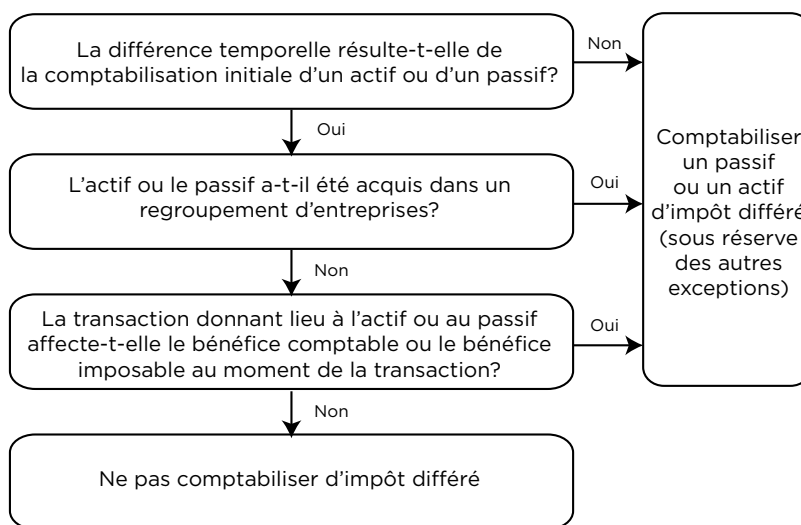 La différence temporelle résulte-t-elle de
la comptabilisation initiale d'un actif ou d'un passif?
Non
Oui
L'actif ou le passif a-t-il été acquis dans un
regroupement d'entreprises?
Oui
Non
La transaction donnant lieu à l'actif ou au passif
affecte-t-elle le bénéfice comptable ou le bénéfice
imposable au moment de la transaction?
Oui
Non
Ne pas comptabiliser d'impôt différé
Comptabiliser
un passif
ou un actif
d'impôt différé
(sous réserve
des autres
exceptions)